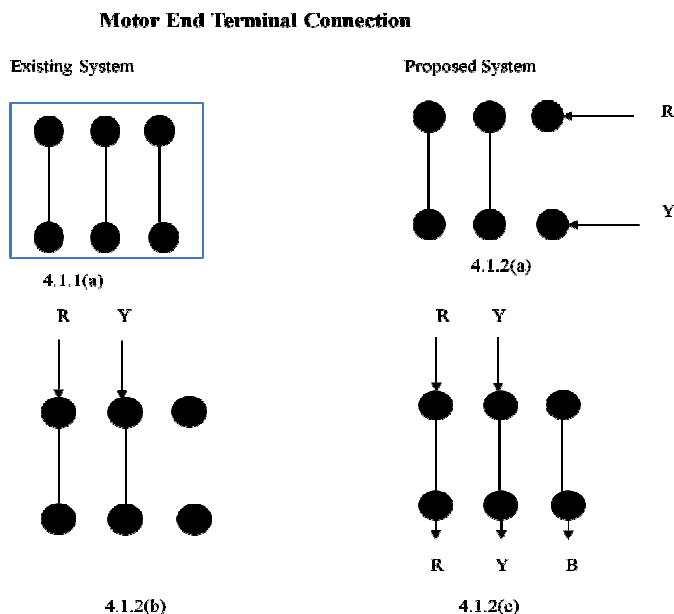 Motor End Terminal Connection
Existing System
Proposed System
R
Y
4.1.1(a)
4.1.2(a)
R Y
R Y
R Y B
4.1.2(b)
4.1.2(c)